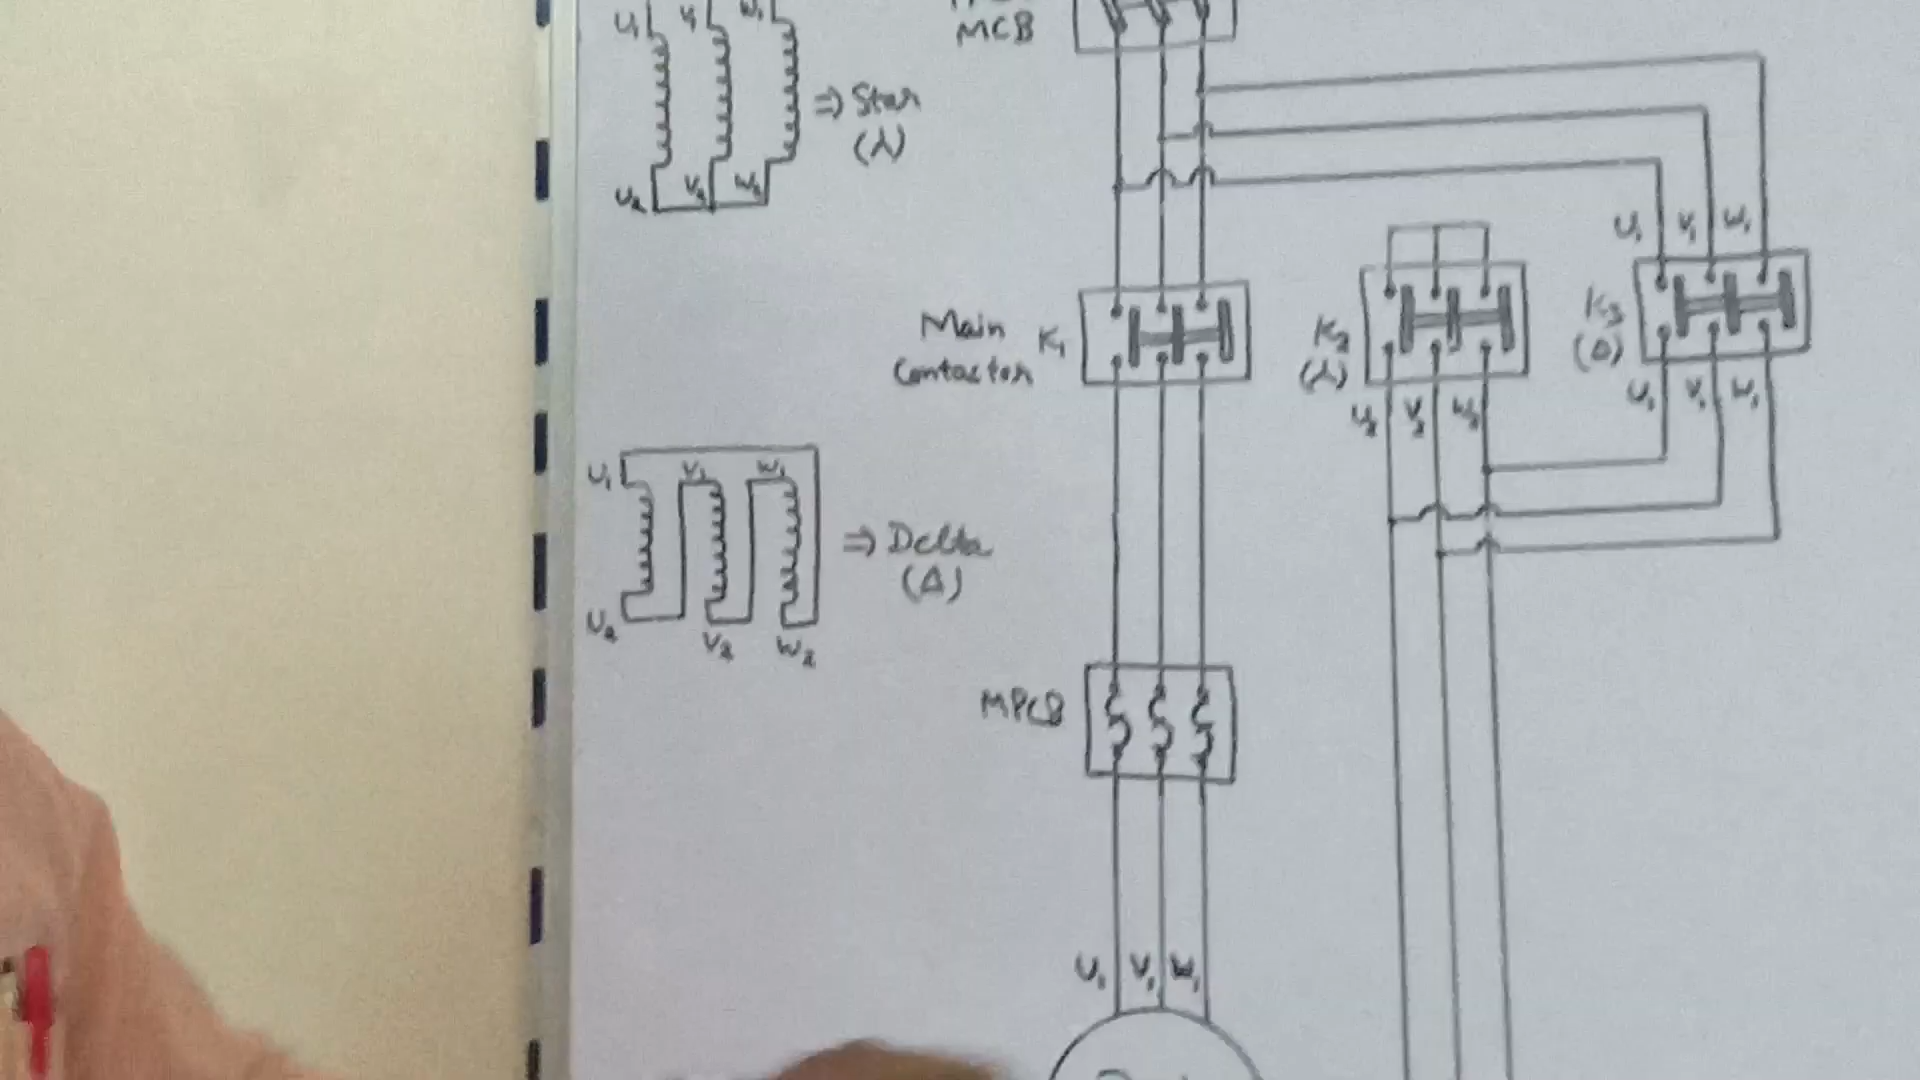 U₁ V₁ W₁
⇒ Star
(⅄)
U₂ V₂ W₂
MCB
U₁ V₁ W₁
Main
Contactor
K₁
K₂
(⅄)
K₃
(Δ)
U₂ V₂ W₂
U₁ V₁ W₁
U₁ V₁ W₁
⇒ Delta
(Δ)
U₂ V₂ W₂
MPCB
U₁ V₁ W₁